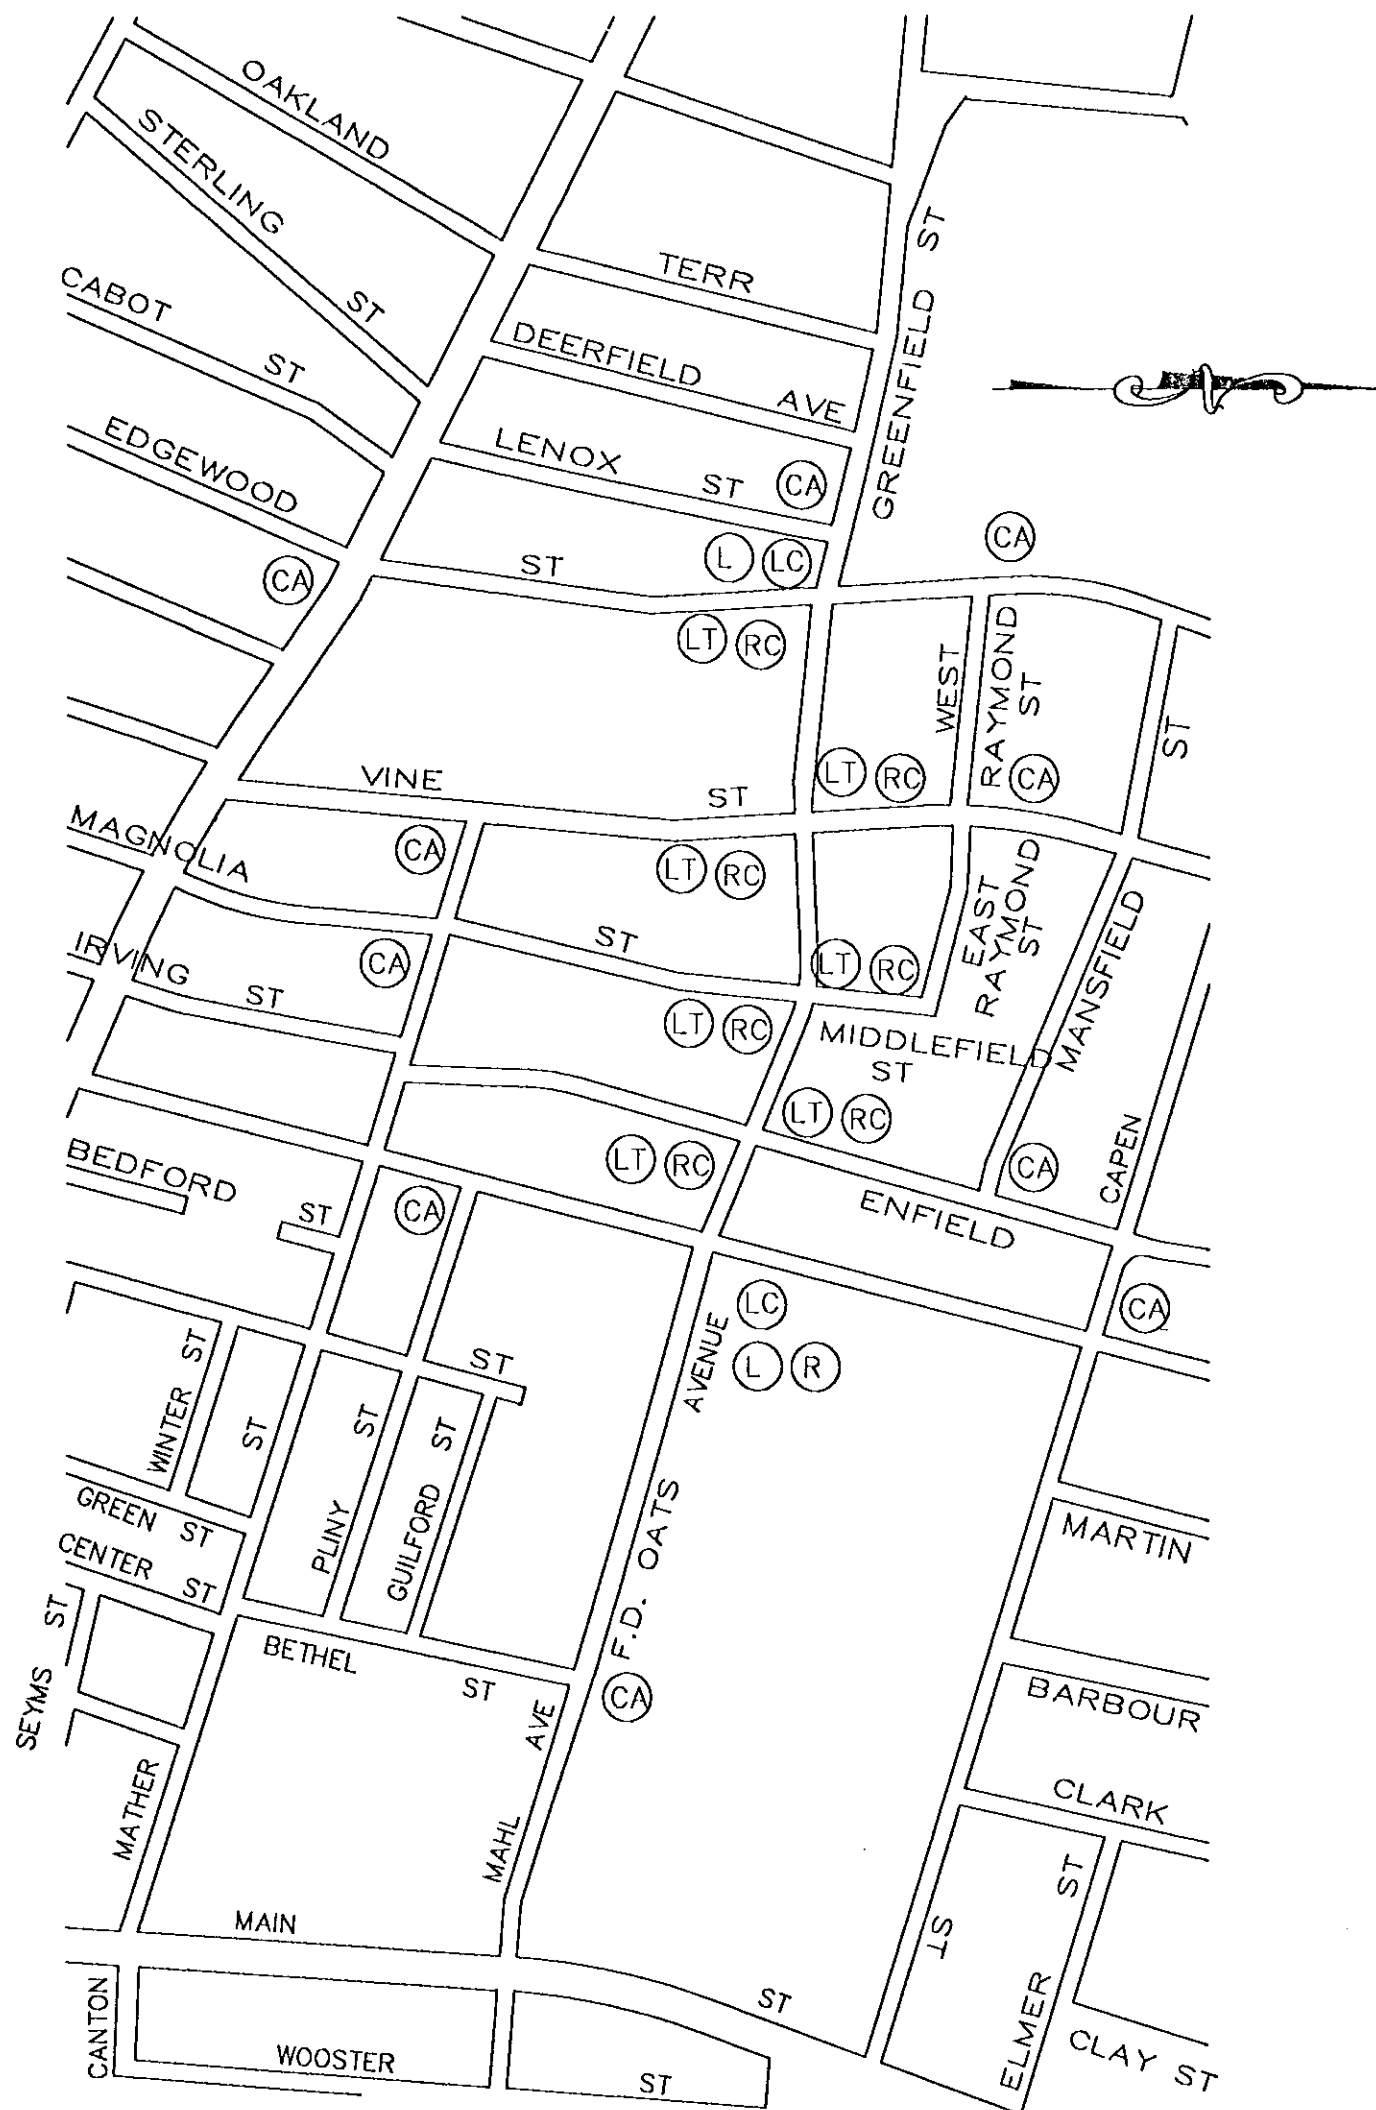 OAKLAND
STERLING
ST
TERR
GREENFIELD ST
CABOT
ST
DEERFIELD
AVE
EDGEWOOD
LENOX
ST
CA
CA
ST
L
LC
CA
LT
RC
WEST
RAYMOND
ST
ST
VINE
ST
LT
RC
CA
MAGNOLIA
CA
LT
RC
EAST
RAYMOND
ST
MANSFIELD
IRVING
ST
CA
ST
LT
RC
LT
RC
MIDDLEFIELD
ST
LT
RC
BEDFORD
ST
CA
LT
RC
CA
CAPEN
ENFIELD
LC
L
R
CA
AVENUE
WINTER ST
ST
ST
ST
ST
PLINY
GUILFORD
F.D. OATS
MARTIN
GREEN ST
CENTER
ST
SEYMS ST
BETHEL
ST
CA
BARBOUR
MATHER
MAHL AVE
CLARK
MAIN
ST
ST
ELMER ST
CANTON
WOOSTER
ST
CLAY ST